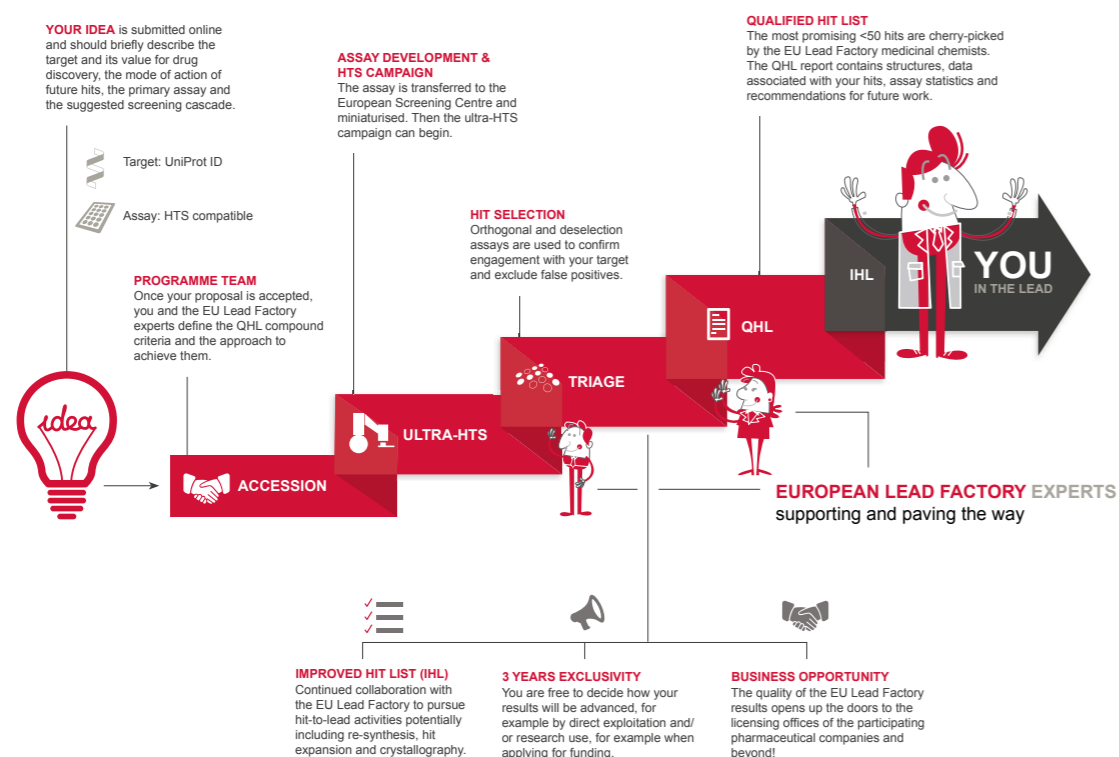 YOUR IDEA is submitted online
and should briefly describe the
target and its value for drug
discovery, the mode of action of
future hits, the primary assay and
the suggested screening cascade.
Target: UniProt ID
Assay: HTS compatible
PROGRAMME TEAM
Once your proposal is accepted,
you and the EU Lead Factory
experts define the QHL compound
criteria and the approach to
achieve them.
ASSAY DEVELOPMENT &
HTS CAMPAIGN
The assay is transferred to the
European Screening Centre and
miniaturised. Then the ultra-HTS
campaign can begin.
HIT SELECTION
Orthogonal and deselection
assays are used to confirm
engagement with your target
and exclude false positives.
QUALIFIED HIT LIST
The most promising <50 hits are cherry-picked
by the EU Lead Factory medicinal chemists.
The QHL report contains structures, data
associated with your hits, assay statistics and
recommendations for future work.
idea
ACCESSION
ULTRA-HTS
TRIAGE
QHL
IHL
YOU
IN THE LEAD
EUROPEAN LEAD FACTORY EXPERTS
supporting and paving the way
IMPROVED HIT LIST (IHL)
Continued collaboration with
the EU Lead Factory to pursue
hit-to-lead activities potentially
including re-synthesis, hit
expansion and crystallography.
3 YEARS EXCLUSIVITY
You are free to decide how your
results will be advanced, for
example by direct exploitation and/
or research use, for example when
applying for funding.
BUSINESS OPPORTUNITY
The quality of the EU Lead Factory
results opens up the doors to the
licensing offices of the participating
pharmaceutical companies and
beyond!